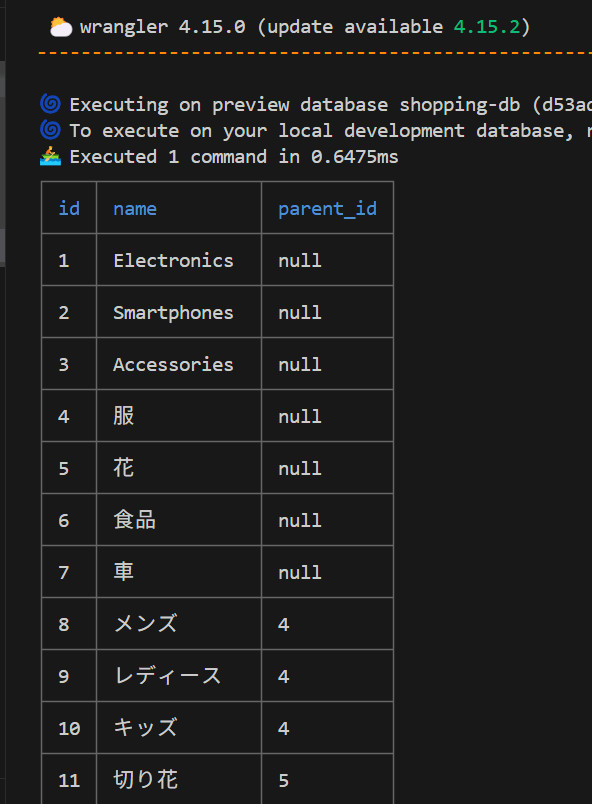 wrangler 4.15.0 (update available 4.15.2)
Executing on preview database shopping-db (d53a
To execute on your local development database,
Executed 1 command in 0.6475ms
id name parent_id
1 Electronics null
2 Smartphones null
3 Accessories null
4 服 null
5 花 null
6 食品 null
7 車 null
8 メンズ 4
9 レディース 4
10 キッズ 4
11 切り花 5